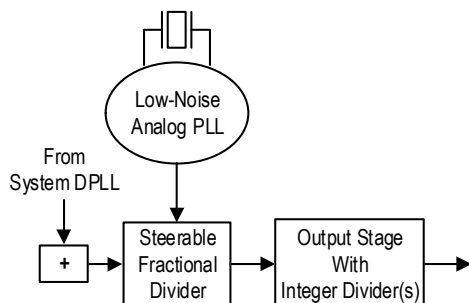 Low-Noise
Analog PLL
From
System DPLL
+
Steerable
Fractional
Divider
Output Stage
With
Integer Divider(s)